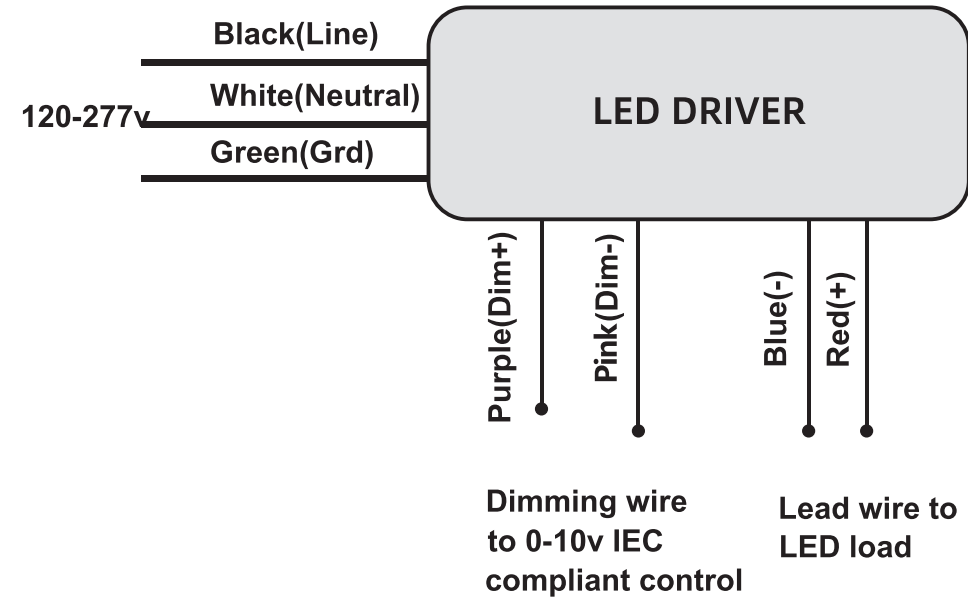 Black(Line)
120-277v
White(Neutral)
Green(Grd)
LED DRIVER
Purple(Dim+)
Pink(Dim-)
Blue(-)
Red(+)
Dimming wire
to 0-10v IEC
compliant control
Lead wire to
LED load